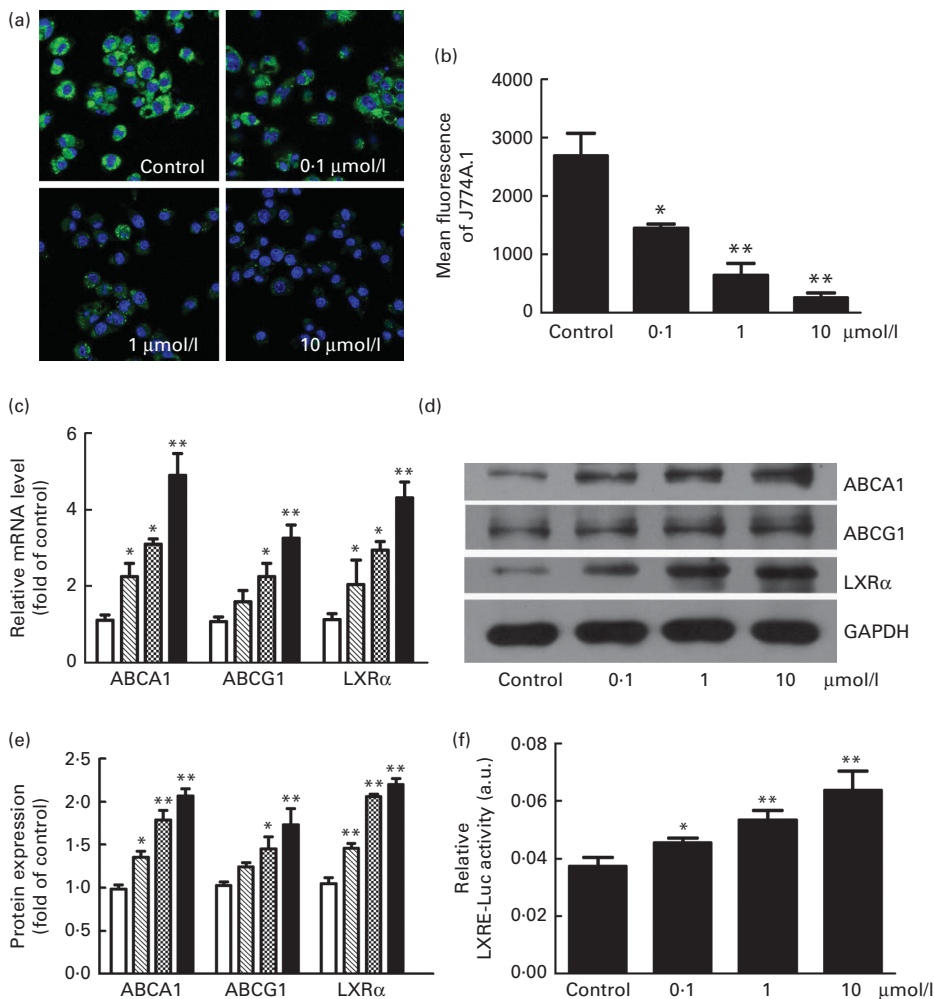 (a)
Control
0·1 μmol/l
1 μmol/l
10 μmol/l
(b)
Mean fluorescence
of J774A.1
4000
3000
2000
1000
0
*
**
**
Control 0·1 1 10 μmol/l
(c)
Relative mRNA level
(fold of control)
6
4
2
0
* * **
* **
* * **
ABCA1 ABCG1 LXRα
(d)
ABCA1
ABCG1
LXRα
GAPDH
Control 0·1 1 10 μmol/l
(e)
Protein expression
(fold of control)
2·5
2·0
1·5
1·0
0·5
0·0
* ** **
* **
** ** **
ABCA1 ABCG1 LXRα
(f)
Relative
LXRE-Luc activity (a.u.)
0·08
0·06
0·04
0·02
0·00
*
**
**
Control 0·1 1 10 μmol/l